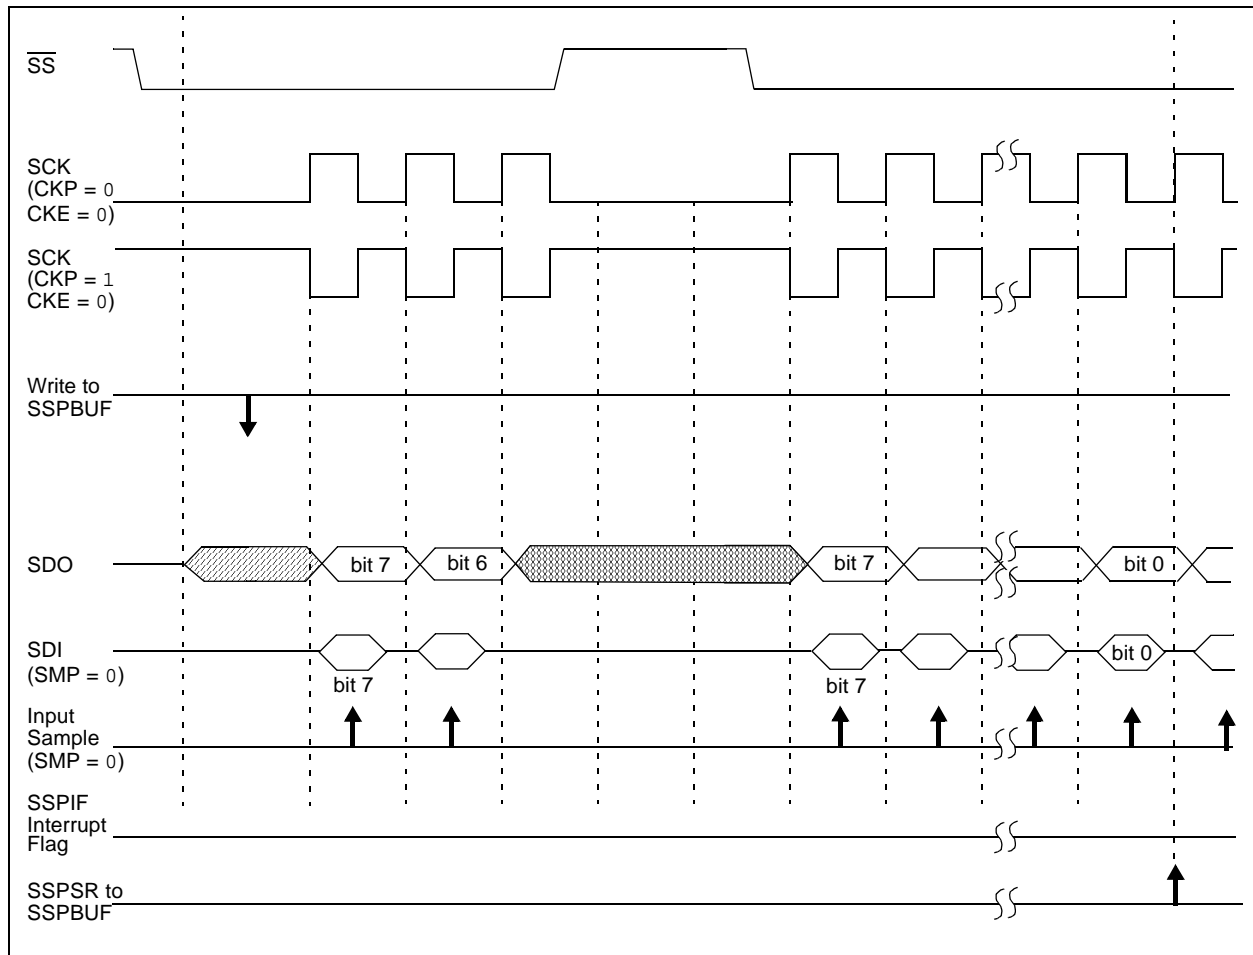 SS
SCK
(CKP = 0
CKE = 0)
SCK
(CKP = 1
CKE = 0)
Write to
SSPBUF
SDO
bit 7
bit 6
bit 7
bit 0
SDI
(SMP = 0)
bit 7
bit 7
bit 0
Input
Sample
(SMP = 0)
SSPIF
Interrupt
Flag
SSPSR to
SSPBUF